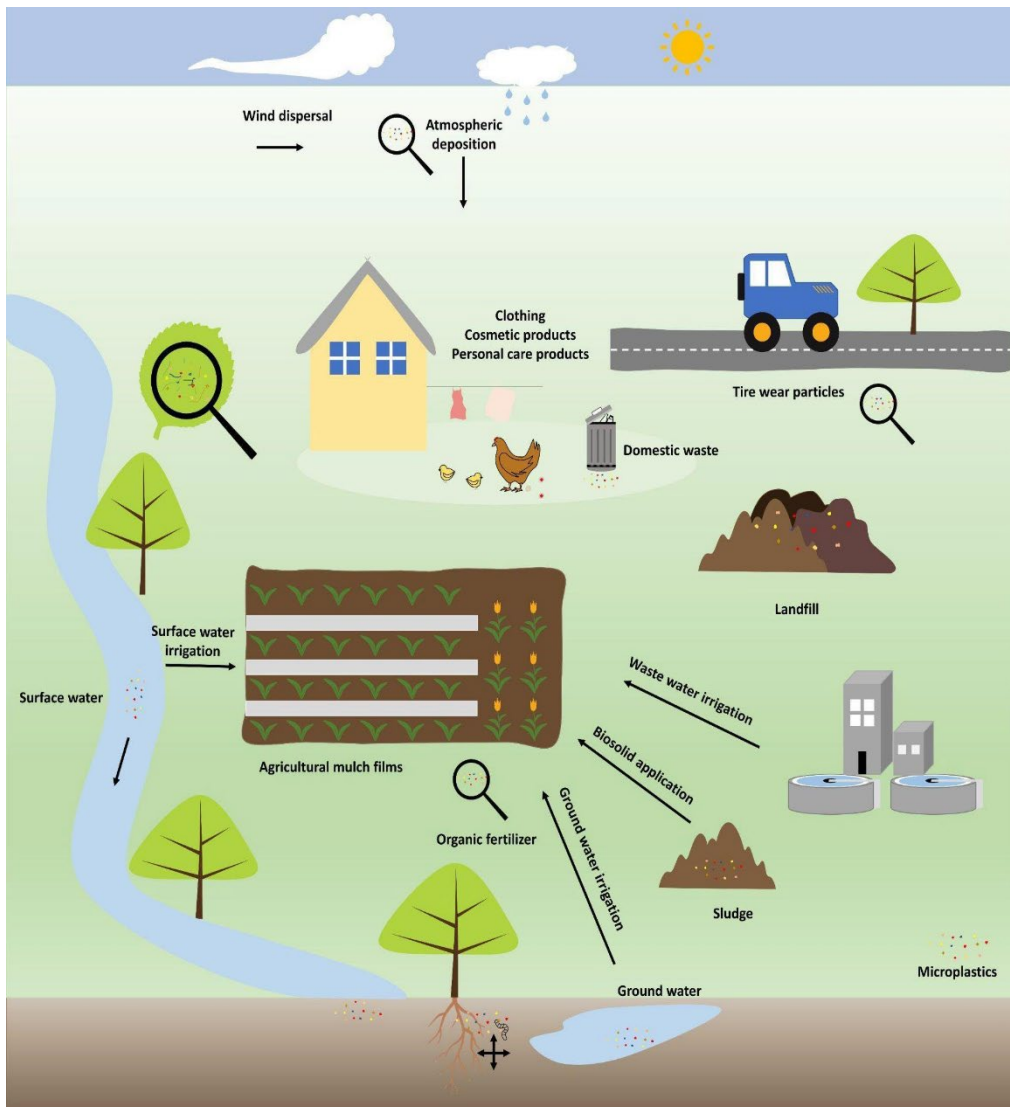 Wind dispersal
Atmospheric
deposition
Clothing
Cosmetic products
Personal care products
Tire wear particles
Domestic waste
Landfill
Surface water
irrigation
Surface water
Waste water irrigation
Biosolid application
Agricultural mulch films
Ground water irrigation
Organic fertilizer
Sludge
Microplastics
Ground water